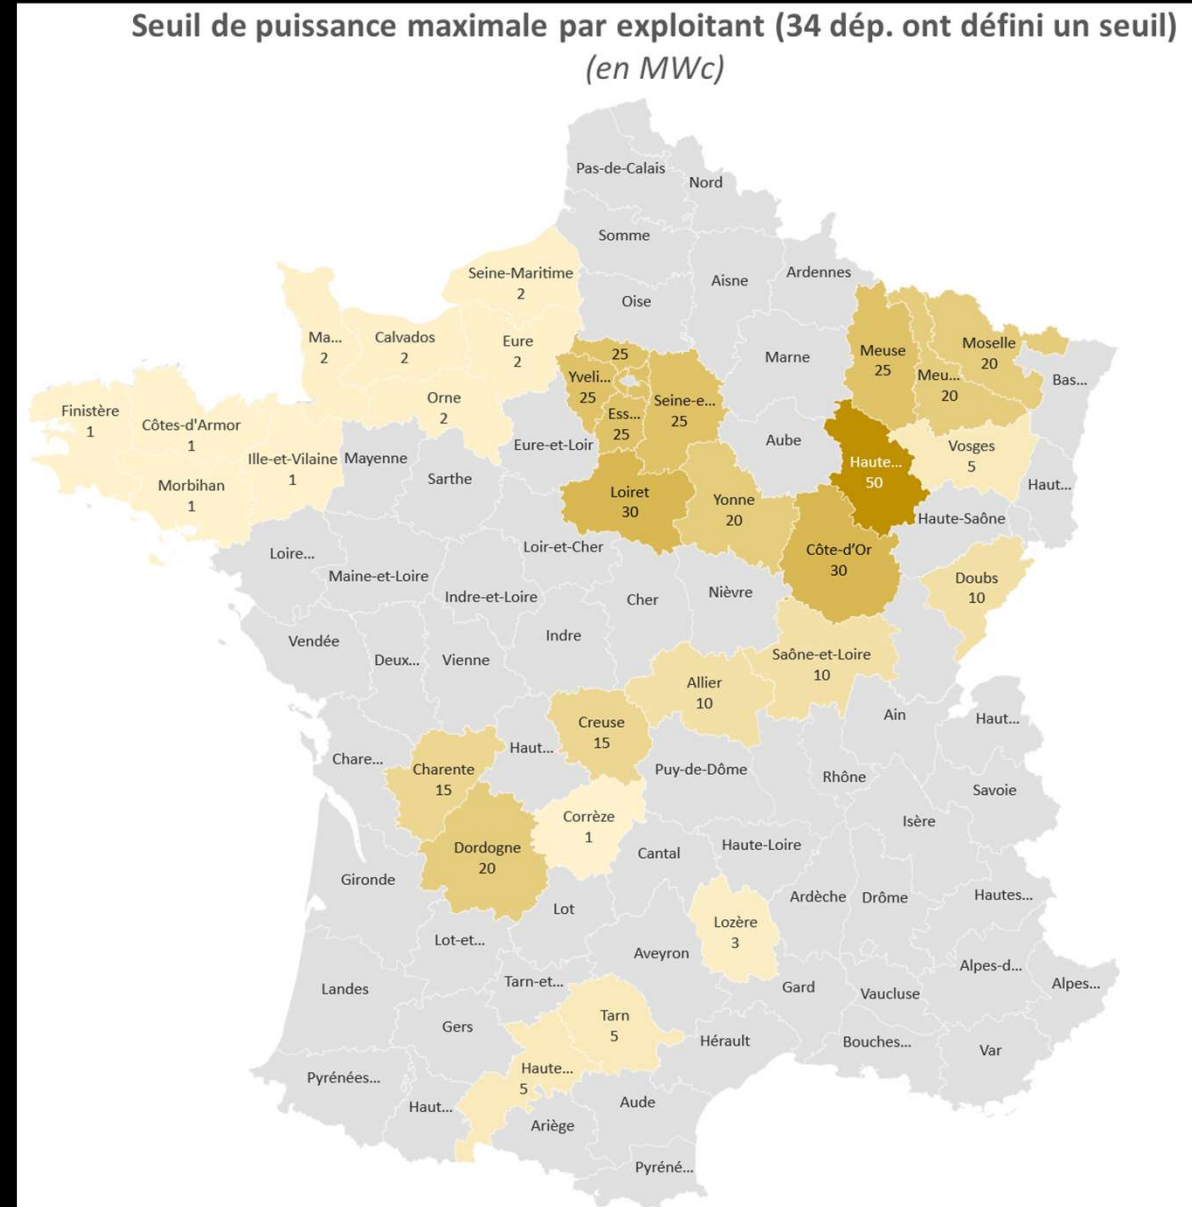 Seuil de puissance maximale par exploitant (34 dép. ont défini un seuil)
(en MWc)
Pas-de-Calais
Nord
Somme
Seine-Maritime
2
Aisne
Ardennes
Oise
Ma...
2
Calvados
2
Eure
2
25
Marne
Meuse
25
Moselle
20
Yveli...
25
Meu...
20
Bas...
Finistère
1
Côtes-d'Armor
1
Orne
2
Ess...
25
Seine-e...
25
Eure-et-Loir
Aube
Vosges
5
Ille-et-Vilaine
1
Mayenne
Haute...
50
Morbihan
1
Sarthe
Loiret
30
Yonne
20
Haut...
Haute-Saône
Loire...
Loir-et-Cher
Côte-d'Or
30
Maine-et-Loire
Indre-et-Loire
Cher
Nièvre
Doubs
10
Vendée
Indre
Deux...
Vienne
Saône-et-Loire
10
Allier
10
Ain
Haut...
Creuse
15
Haut...
Chare...
Charente
15
Puy-de-Dôme
Rhône
Savoie
Corrèze
1
Isère
Dordogne
20
Cantal
Haute-Loire
Gironde
Ardèche
Drôme
Hautes...
Lot
Lozère
3
Lot-et...
Aveyron
Alpes-d...
Landes
Tarn-et...
Gard
Vaucluse
Alpes...
Gers
Tarn
5
Hérault
Bouches...
Var
Pyrénées...
Haute...
5
Haut...
Aude
Ariège
Pyréné...